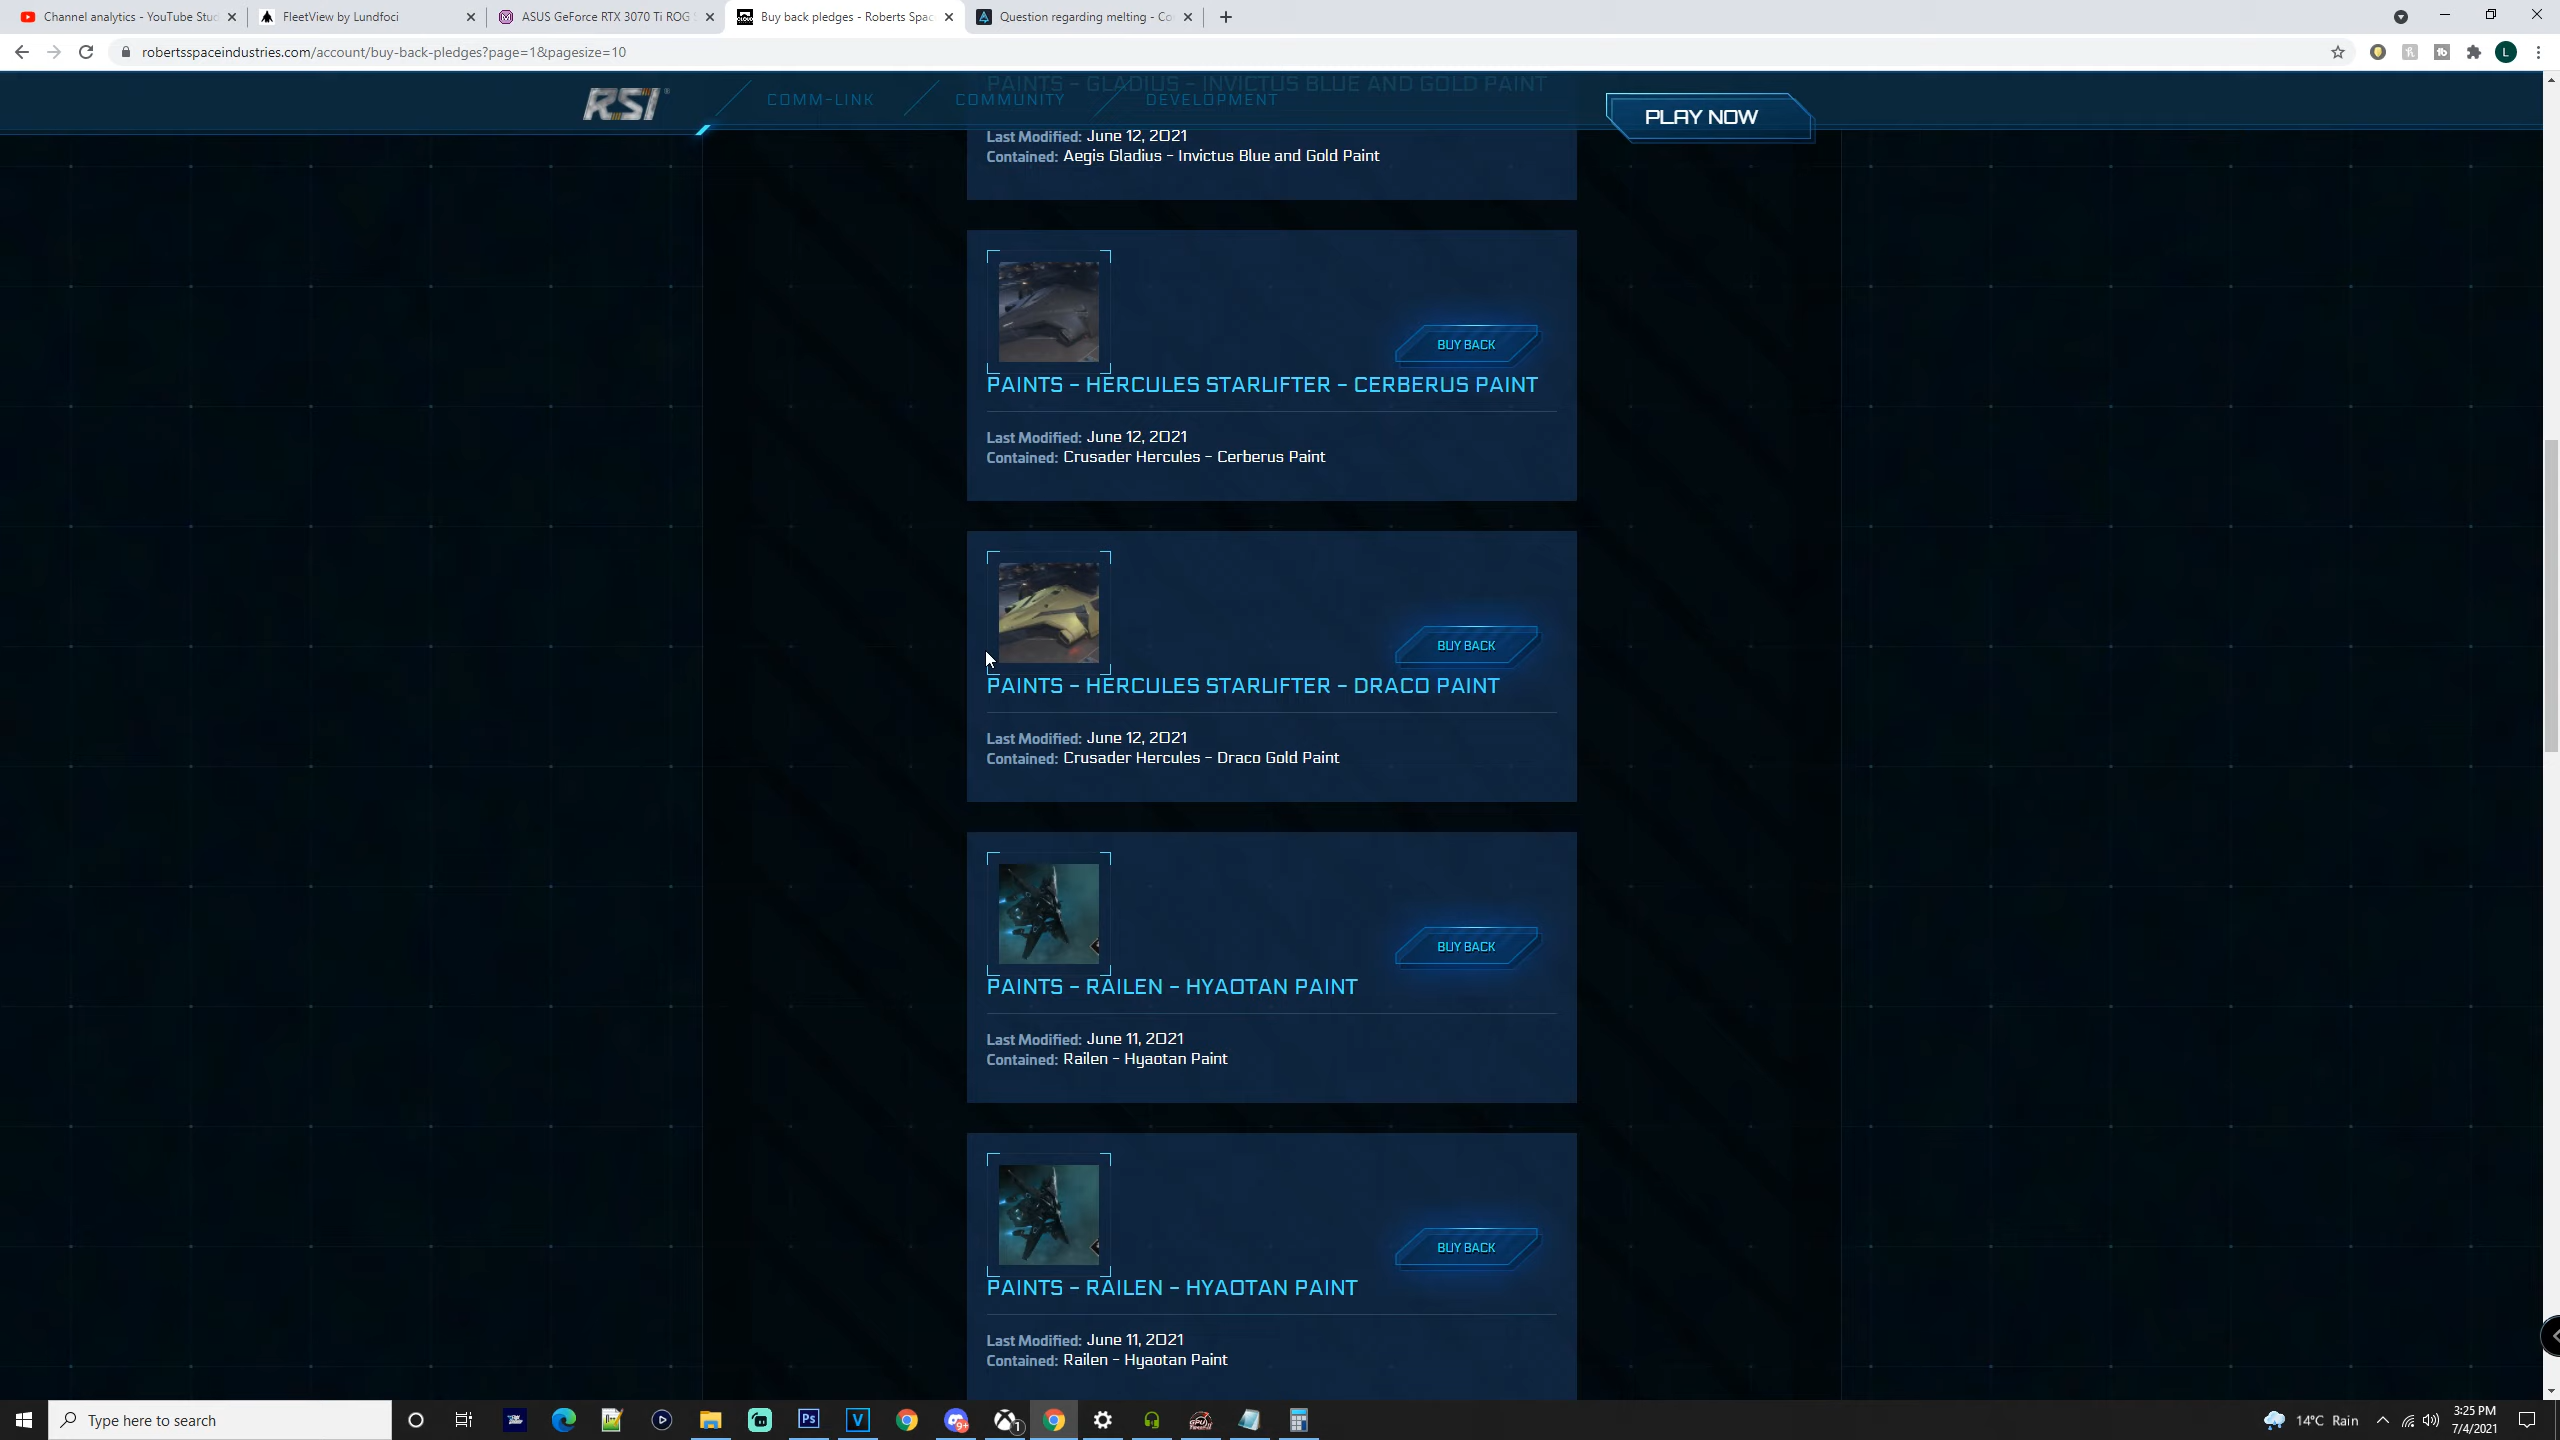 Channel analytics - YouTube Stu
FleetView by Lundfoci
ASUS GeForce RTX 3070 Ti ROG
Buy back pledges - Roberts Spac
Question regarding melting - Co
robertsspaceindustries.com/account/buy-back-pledges?page=1&pagesize=10
L
PAINTS - GLADIUS - INVICTUS BLUE AND GOLD PAINT
RSI
COMM-LINK
COMMUNITY
DEVELOPMENT
PLAY NOW
Last Modified: June 12, 2021
Contained: Aegis Gladius - Invictus Blue and Gold Paint
BUY BACK
PAINTS - HERCULES STARLIFTER - CERBERUS PAINT
Last Modified: June 12, 2021
Contained: Crusader Hercules - Cerberus Paint
BUY BACK
PAINTS - HERCULES STARLIFTER - DRACO PAINT
Last Modified: June 12, 2021
Contained: Crusader Hercules - Draco Gold Paint
BUY BACK
PAINTS - RAILEN - HYAOTAN PAINT
Last Modified: June 11, 2021
Contained: Railen - Hyaotan Paint
BUY BACK
PAINTS - RAILEN - HYAOTAN PAINT
Last Modified: June 11, 2021
Contained: Railen - Hyaotan Paint
Type here to search
Ps
V
9+
1
14°C Rain
3:25 PM
7/4/2021